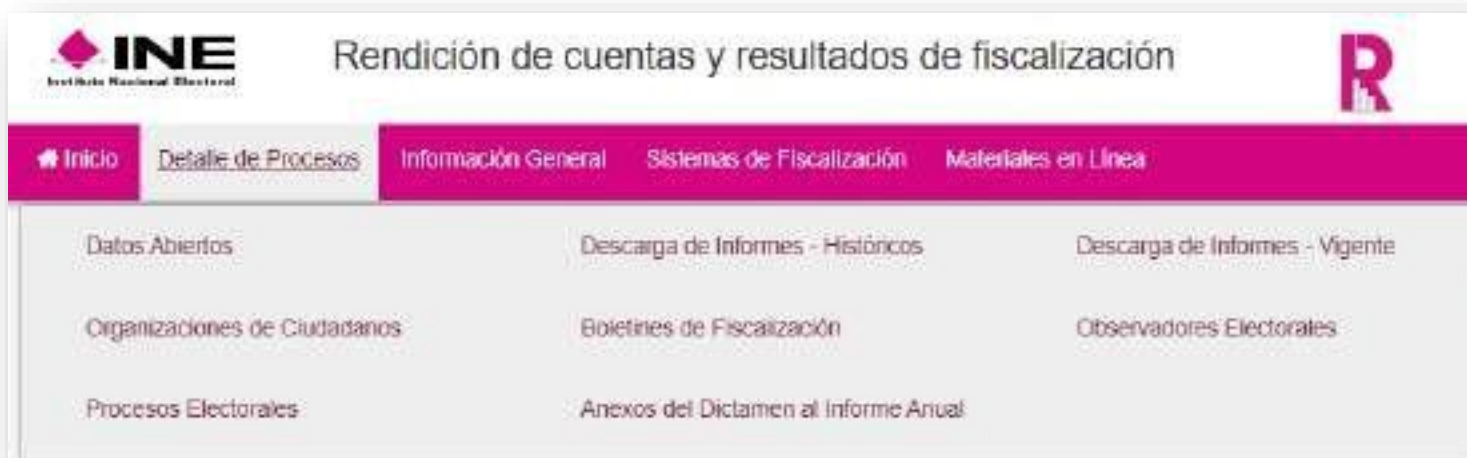 INE
Instituto Nacional Electoral
Rendición de cuentas y resultados de fiscalización
R
Inicio Detalle de Procesos Información General Sistemas de Fiscalización Materiales en Línea
Datos Abiertos Descarga de Informes - Históricos Descarga de Informes - Vigente
Organizaciones de Ciudadanos Boletines de Fiscalización Observadores Electorales
Procesos Electorales Anexos del Dictamen al Informe Anual